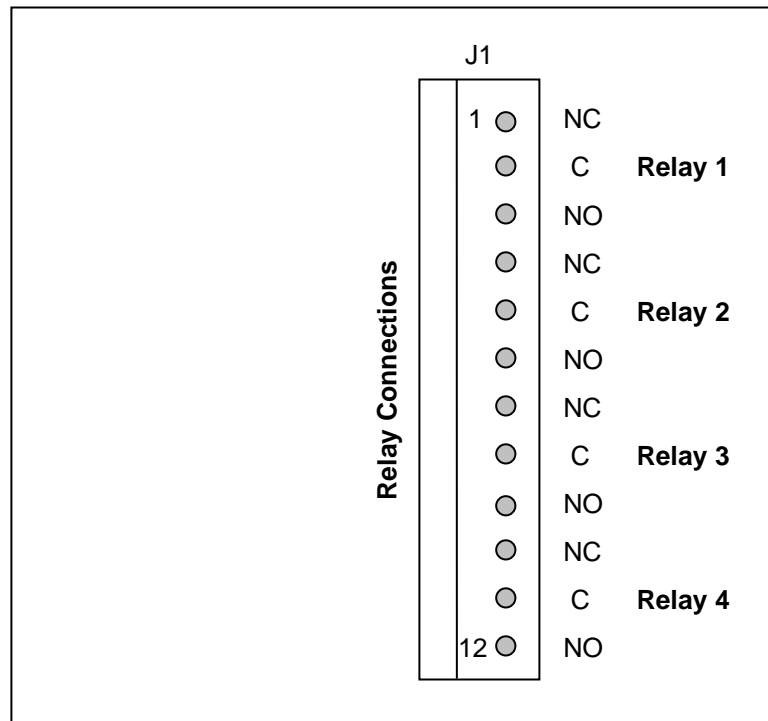 J1
1 NC
C Relay 1
NO
NC
C Relay 2
NO
Relay Connections
NC
C Relay 3
NO
NC
C Relay 4
12 NO